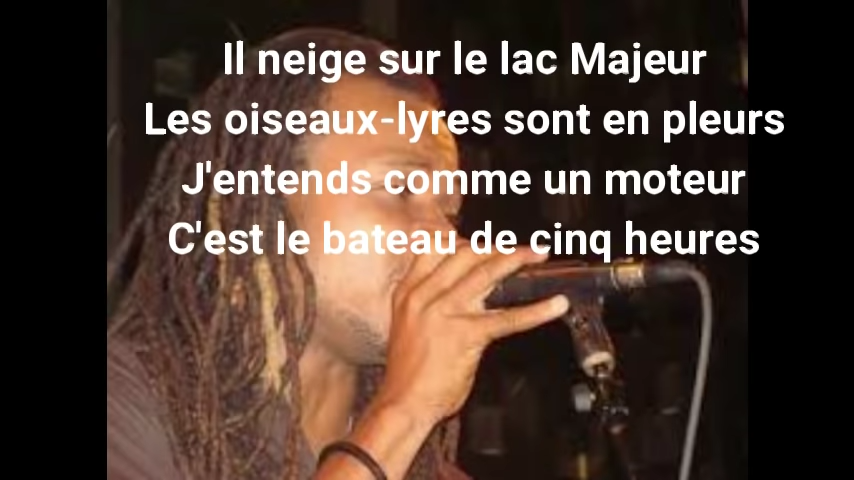 Il neige sur le lac Majeur
Les oiseaux-lyres sont en pleurs
J'entends comme un moteur
C'est le bateau de cinq heures